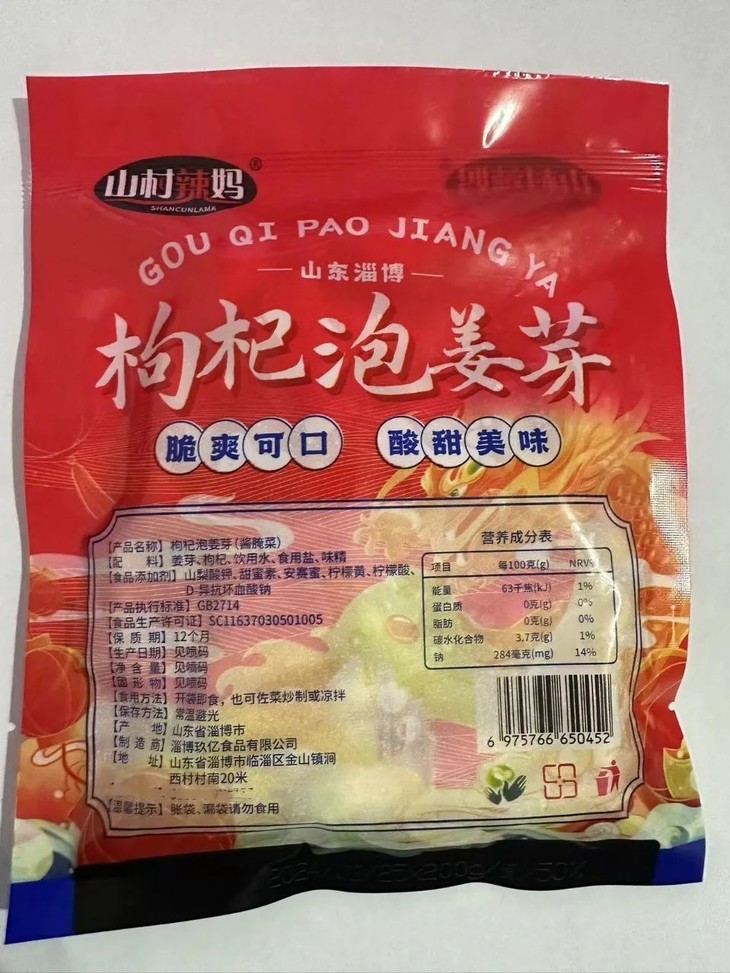 山村辣妈®
SHANCUNLAMA
GOU QI PAO JIANG YA
山东淄博
枸杞泡姜芽
脆爽可口 酸甜美味
【产品名称】枸杞泡姜芽(酱腌菜)
【配 料】姜芽、枸杞、饮用水、食用盐、味精
【食品添加剂】山梨酸钾、甜蜜素、安赛蜜、柠檬黄、柠檬酸、
D-异抗坏血酸钠
【产品执行标准】GB2714
【食品生产许可证】SC11637030501005
【保 质 期】12个月
【生产日期】见喷码
【净 含 量】见喷码
【固 形 物】见喷码
【食用方法】开袋即食，也可佐菜炒制或凉拌
【保存方法】常温避光
【产 地】山东省淄博市
【制 造 商】淄博玖亿食品有限公司
【地 址】山东省淄博市临淄区金山镇洞
西村村南20米
【温馨提示】胀袋、漏袋请勿食用
营养成分表
项目 每100克(g) NRV%
能量 63千焦(kJ) 1%
蛋白质 0克(g) 0%
脂肪 0克(g) 0%
碳水化合物 3.7克(g) 1%
钠 284毫克(mg) 14%
6 975766 650452